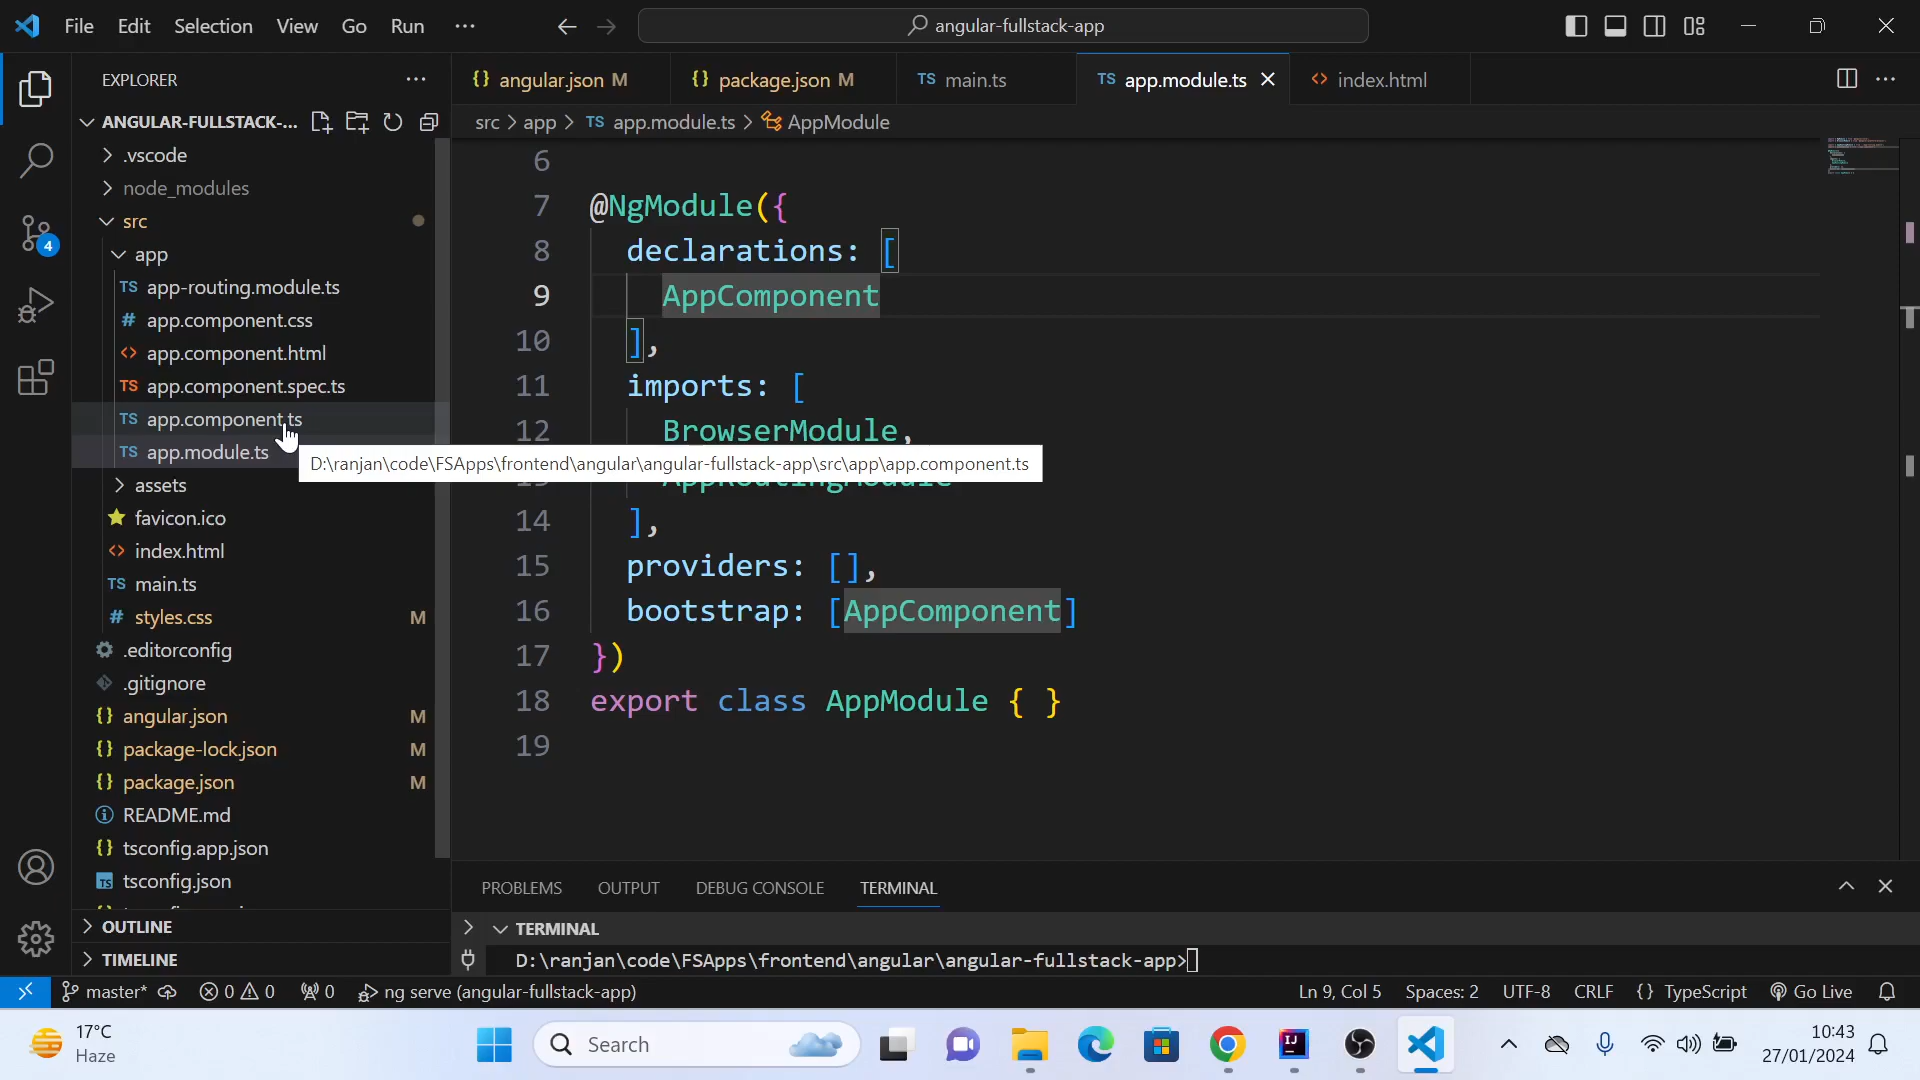 File Edit Selection View Go Run ···
angular-fullstack-app
EXPLORER
ANGULAR-FULLSTACK-...
.vscode
node_modules
src
app
TS app-routing.module.ts
# app.component.css
<> app.component.html
TS app.component.spec.ts
TS app.component.ts
TS app.module.ts
assets
favicon.ico
<> index.html
TS main.ts
# styles.css M
.editorconfig
.gitignore
{} angular.json M
{} package-lock.json M
{} package.json M
README.md
{} tsconfig.app.json
TS tsconfig.json
OUTLINE
TIMELINE
4
{} angular.json M
{} package.json M
TS main.ts
TS app.module.ts
<> index.html
src > app > TS app.module.ts > AppModule
6
7 @NgModule({
8 declarations: [
9 AppComponent
10 ],
11 imports: [
12 BrowserModule,
D:\ranjan\code\FSApps\frontend\angular\angular-fullstack-app\src\app\app.component.ts
13 AppRoutingModule
14 ],
15 providers: [],
16 bootstrap: [AppComponent]
17 })
18 export class AppModule { }
19
PROBLEMS OUTPUT DEBUG CONSOLE TERMINAL
TERMINAL
D:\ranjan\code\FSApps\frontend\angular\angular-fullstack-app>
master* 0 0 0 ng serve (angular-fullstack-app)
Ln 9, Col 5 Spaces: 2 UTF-8 CRLF {} TypeScript Go Live
17°C
Haze
Search
IJ
10:43
27/01/2024